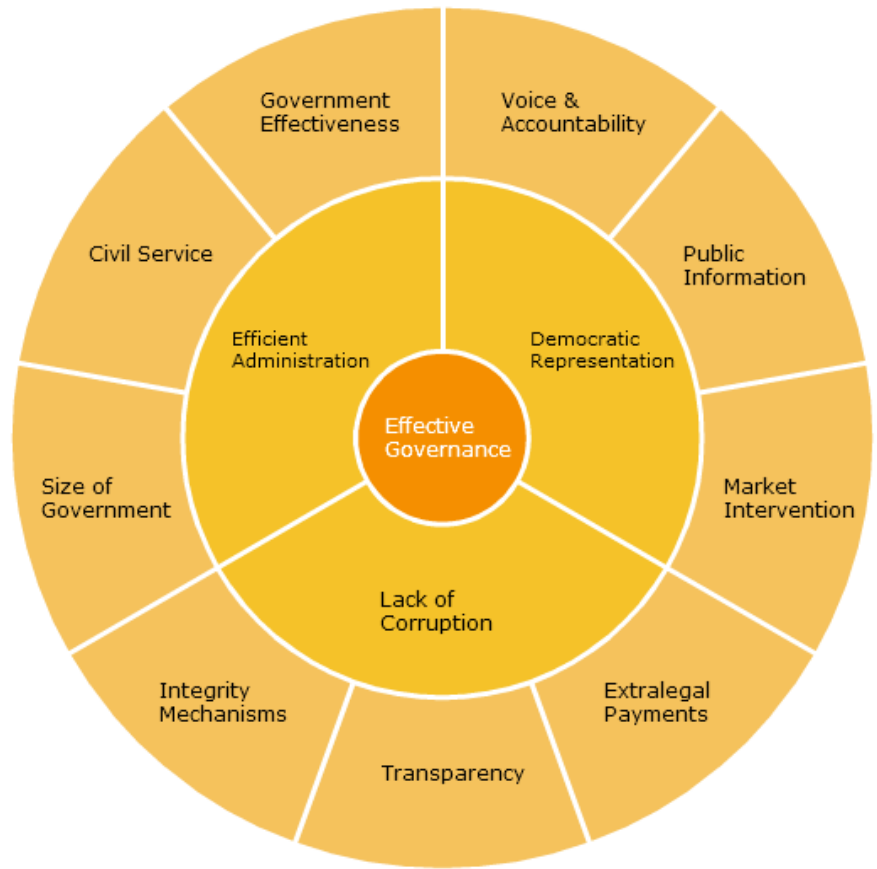 Government
Effectiveness
Voice &
Accountability
Civil Service
Public
Information
Efficient
Administration
Democratic
Representation
Effective
Governance
Size of
Government
Market
Intervention
Lack of
Corruption
Integrity
Mechanisms
Extralegal
Payments
Transparency